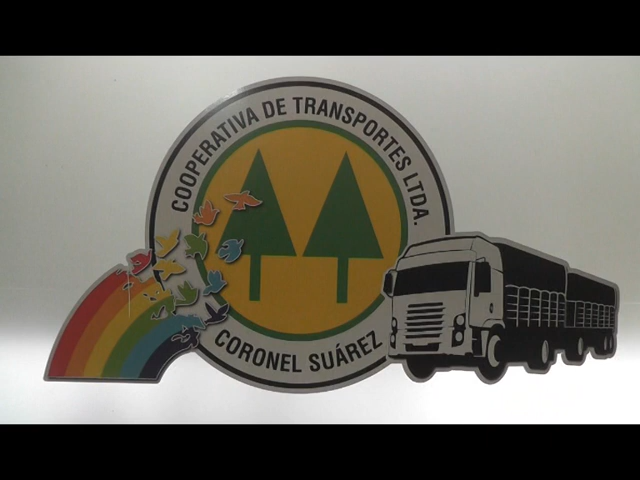 COOPERATIVA DE TRANSPORTES LTDA.
CORONEL SUÁREZ